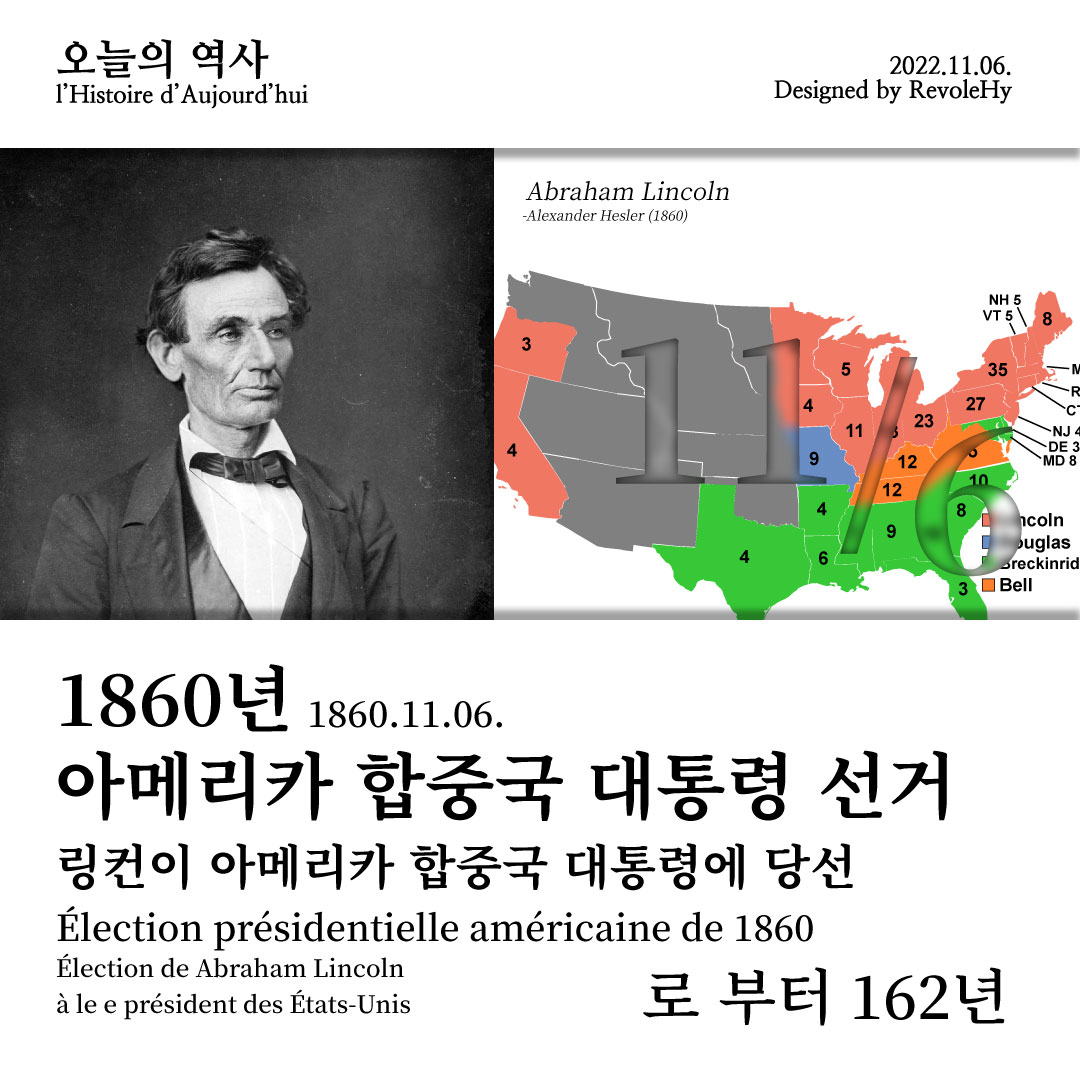 오늘의 역사
l'Histoire d'Aujourd'hui
2022.11.06.
Designed by RevoleHy
Abraham Lincoln
-Alexander Hesler (1860)
NH 5
VT 5
8
3
5
35
M
R
4
27
CT
11
23
NJ 4
4
9
DE 3
12
MD 8
12
10
4
8
9
4
6
3
11/6
Lincoln
Douglas
Breckinrid
Bell
1860년 1860.11.06.
아메리카 합중국 대통령 선거
링컨이 아메리카 합중국 대통령에 당선
Élection présidentielle américaine de 1860
Élection de Abraham Lincoln
à le e président des États-Unis
로 부터 162년